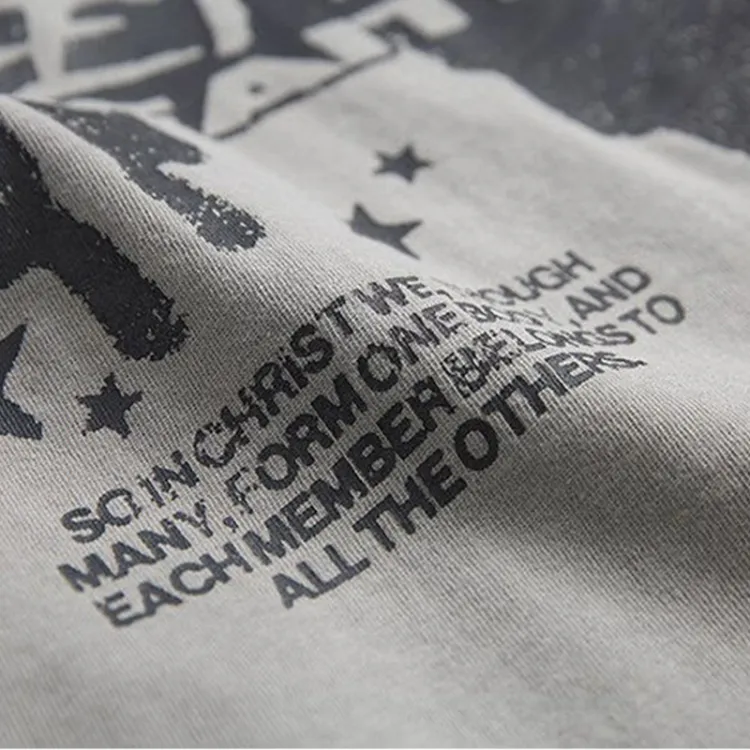 SO IN CHRIST WE, THOUGH
MANY, FORM ONE BODY, AND
EACH MEMBER BELONGS TO
ALL THE OTHERS.